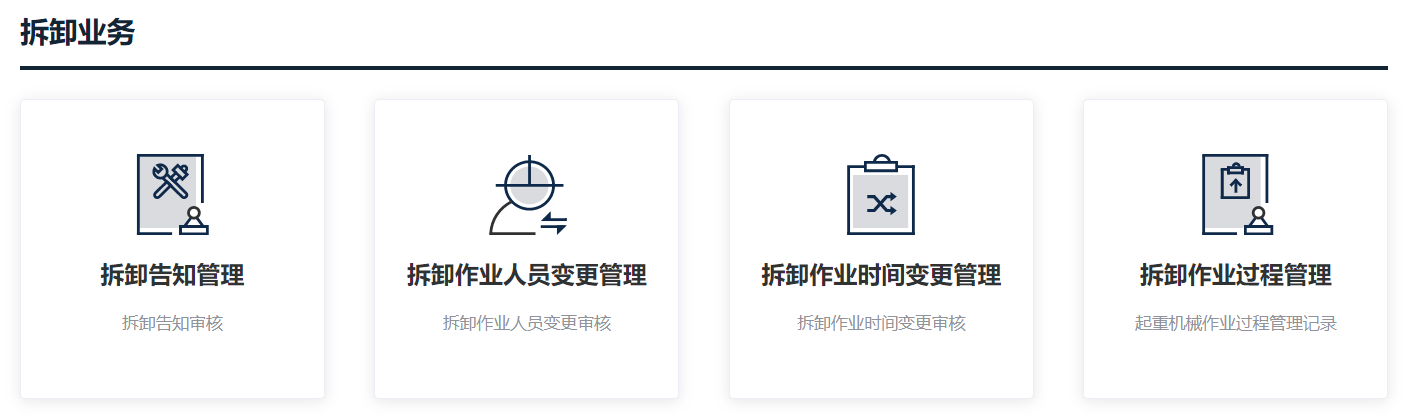 拆卸业务
拆卸告知管理
拆卸告知审核
拆卸作业人员变更管理
拆卸作业人员变更审核
拆卸作业时间变更管理
拆卸作业时间变更审核
拆卸作业过程管理
起重机械作业过程管理记录